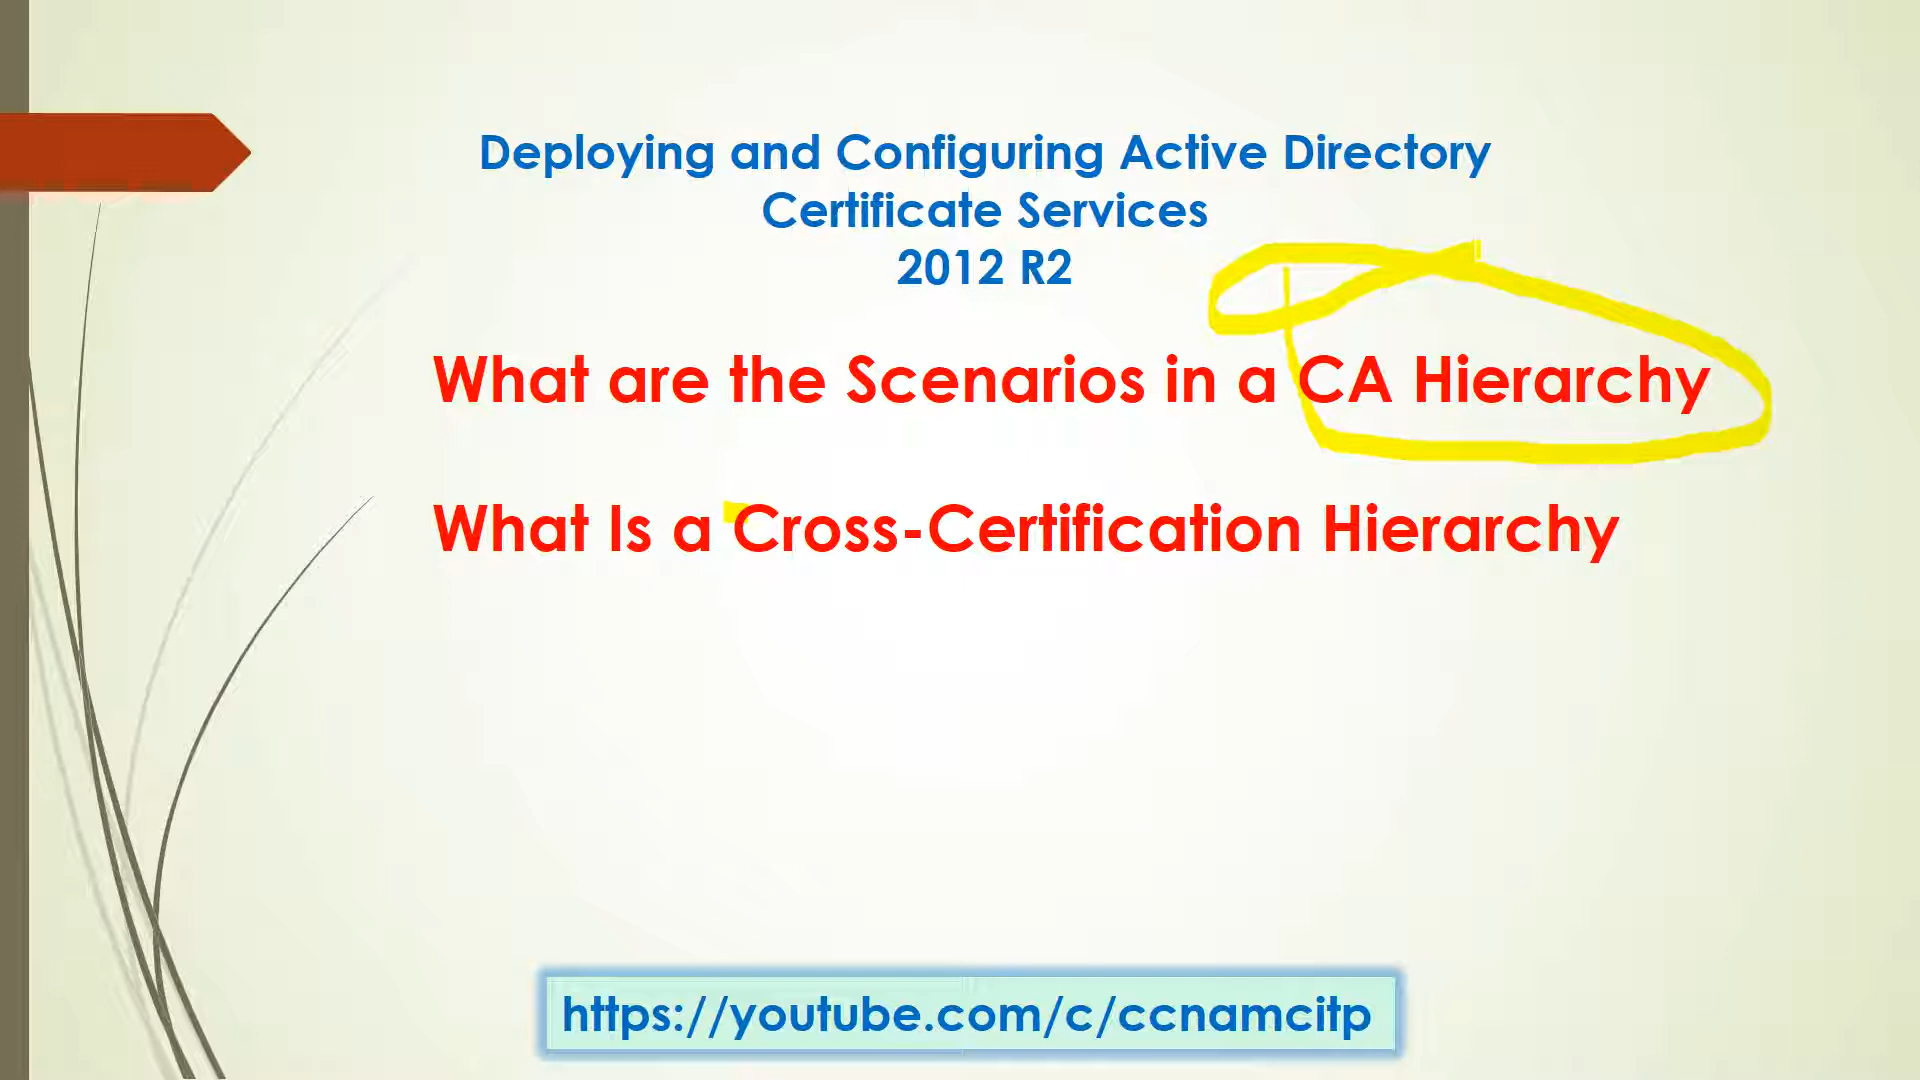 Deploying and Configuring Active Directory
Certificate Services
2012 R2
What are the Scenarios in a CA Hierarchy
What Is a Cross-Certification Hierarchy
https://youtube.com/c/ccnamcitp